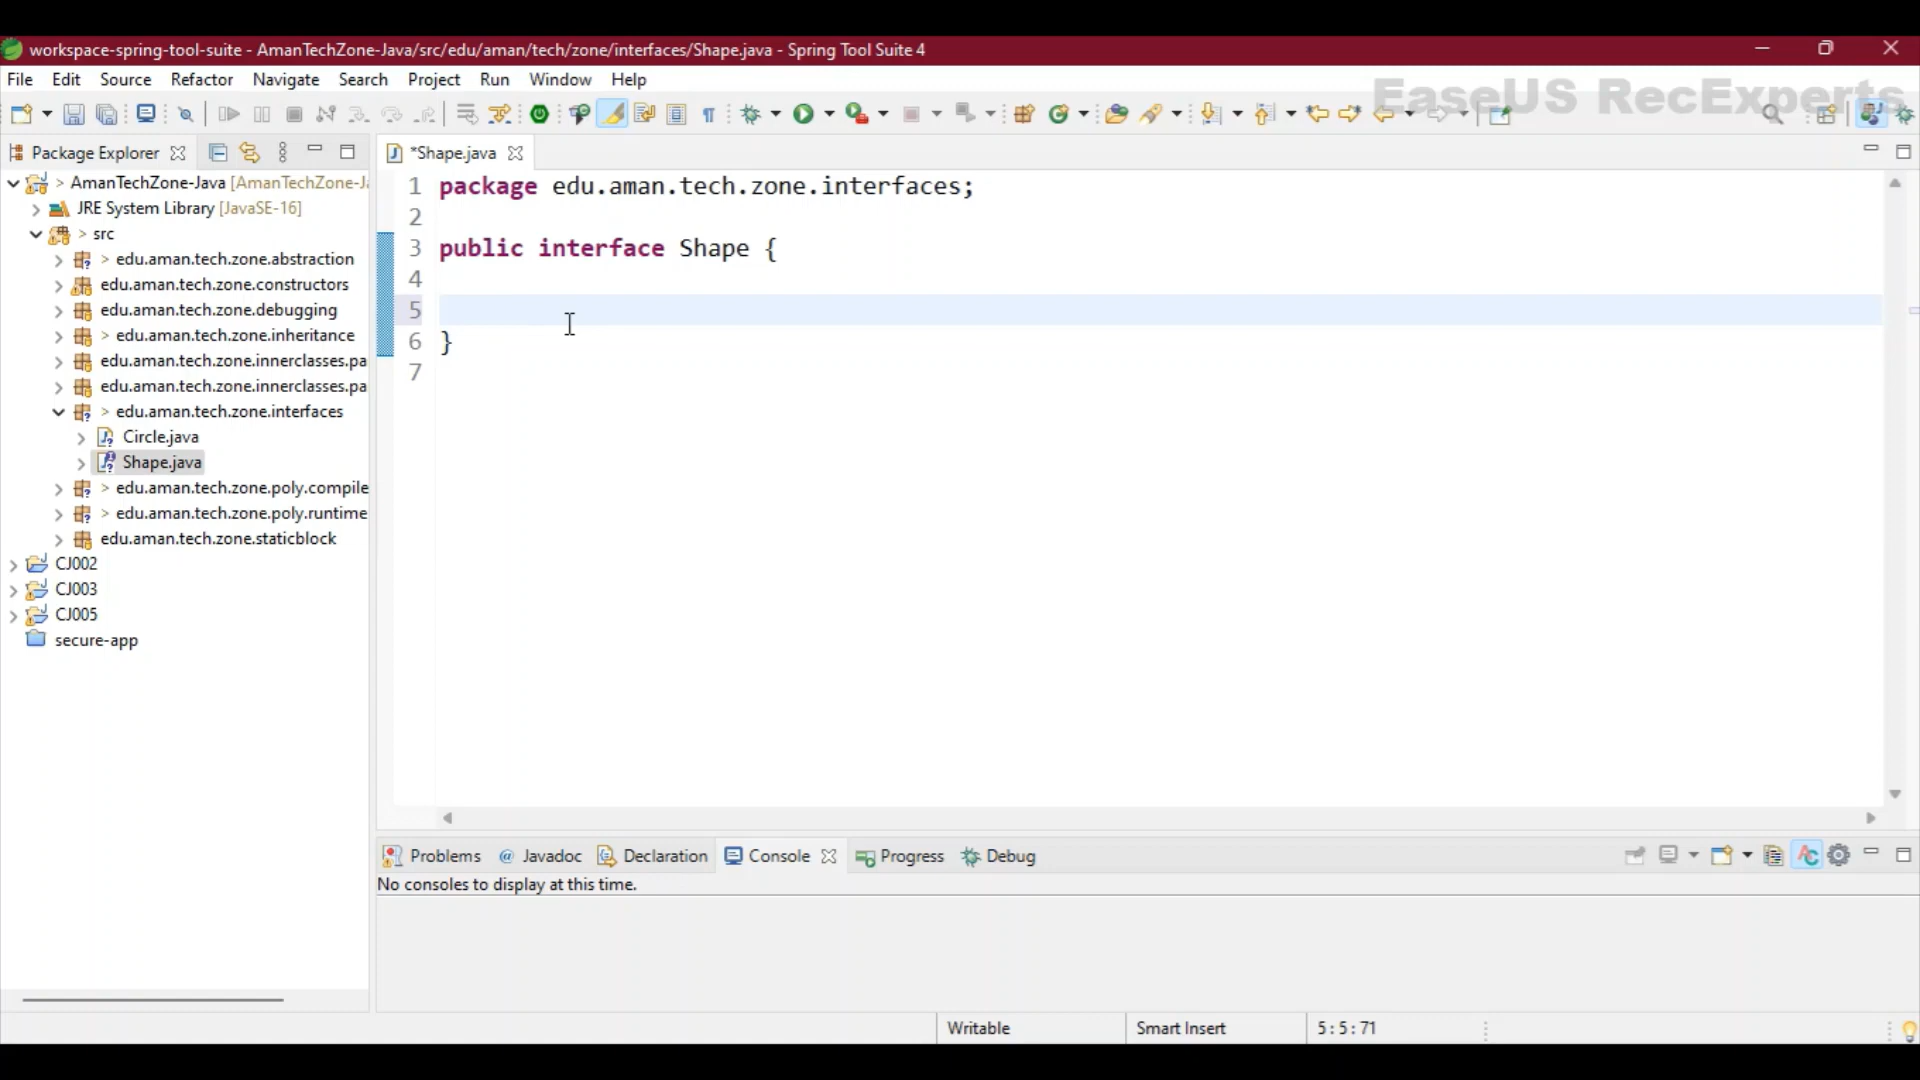 workspace-spring-tool-suite - AmanTechZone-Java/src/edu/aman/tech/zone/interfaces/Shape.java - Spring Tool Suite 4
File Edit Source Refactor Navigate Search Project Run Window Help
EaseUS RecExperts
Package Explorer
*Shape.java
> AmanTechZone-Java [AmanTechZone-J
JRE System Library [JavaSE-16]
> src
> edu.aman.tech.zone.abstraction
edu.aman.tech.zone.constructors
edu.aman.tech.zone.debugging
> edu.aman.tech.zone.inheritance
edu.aman.tech.zone.innerclasses.pa
edu.aman.tech.zone.innerclasses.pa
> edu.aman.tech.zone.interfaces
Circle.java
Shape.java
> edu.aman.tech.zone.poly.compile
> edu.aman.tech.zone.poly.runtime
edu.aman.tech.zone.staticblock
CJ002
CJ003
CJ005
secure-app
1 package edu.aman.tech.zone.interfaces;
2
3 public interface Shape {
4
5
6 }
7
Problems Javadoc Declaration Console Progress Debug
No consoles to display at this time.
Writable Smart Insert 5 : 5 : 71